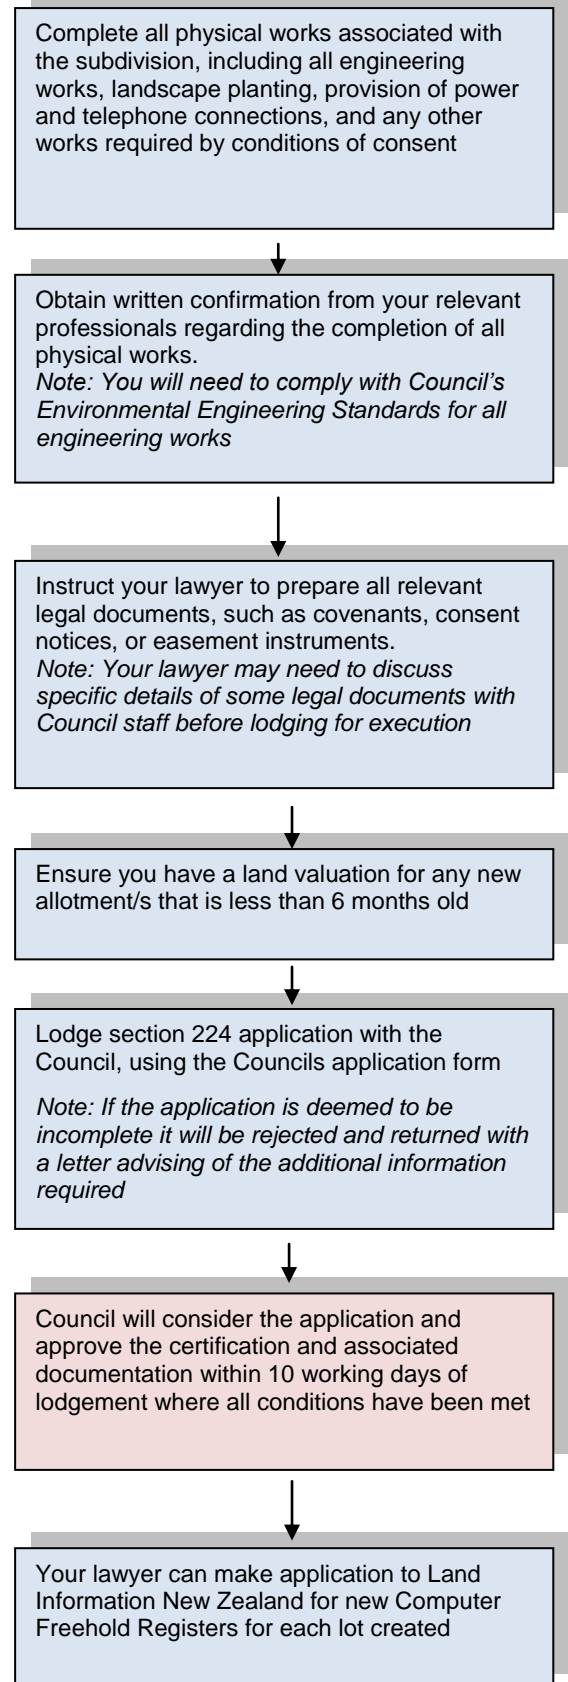 Complete all physical works associated with
the subdivision, including all engineering
works, landscape planting, provision of power
and telephone connections, and any other
works required by conditions of consent
Obtain written confirmation from your relevant
professionals regarding the completion of all
physical works.
Note: You will need to comply with Council's
Environmental Engineering Standards for all
engineering works
Instruct your lawyer to prepare all relevant
legal documents, such as covenants, consent
notices, or easement instruments.
Note: Your lawyer may need to discuss
specific details of some legal documents with
Council staff before lodging for execution
Ensure you have a land valuation for any new
allotment/s that is less than 6 months old
Lodge section 224 application with the
Council, using the Councils application form
Note: If the application is deemed to be
incomplete it will be rejected and returned with
a letter advising of the additional information
required
Council will consider the application and
approve the certification and associated
documentation within 10 working days of
lodgement where all conditions have been met
Your lawyer can make application to Land
Information New Zealand for new Computer
Freehold Registers for each lot created